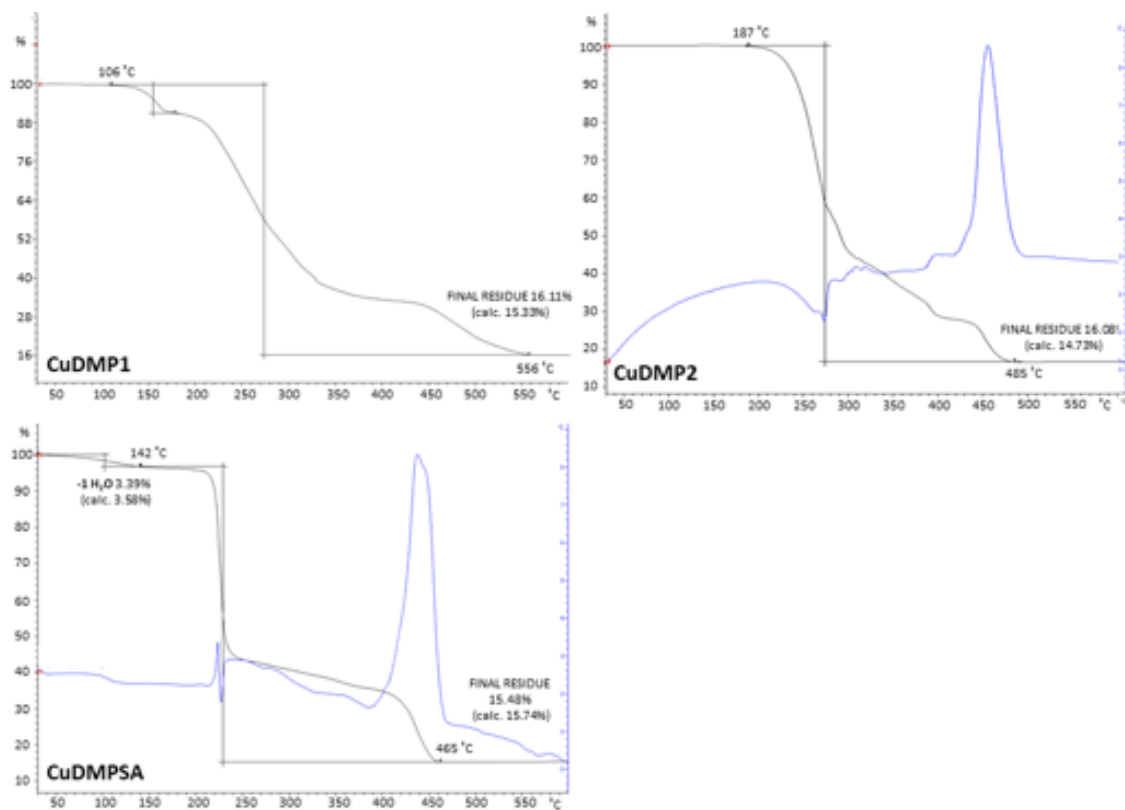 %
106 °C
100
88
76
64
52
40
28
16
FINAL RESIDUE 16.11%
(calc. 15.33%)
CuDMP1
556 °C
50 100 150 200 250 300 350 400 450 500 550 °C
%
187 °C
100
90
80
70
60
50
40
30
20
10
FINAL RESIDUE 16.08%
(calc. 14.73%)
CuDMP2
485 °C
50 100 150 200 250 300 350 400 450 500 550 °C
%
142 °C
100
90
80
70
60
50
40
30
20
10
-1 H₂O 3.39%
(calc. 3.58%)
FINAL RESIDUE
15.48%
(calc. 15.74%)
465 °C
CuDMPSA
50 100 150 200 250 300 350 400 450 500 550 °C